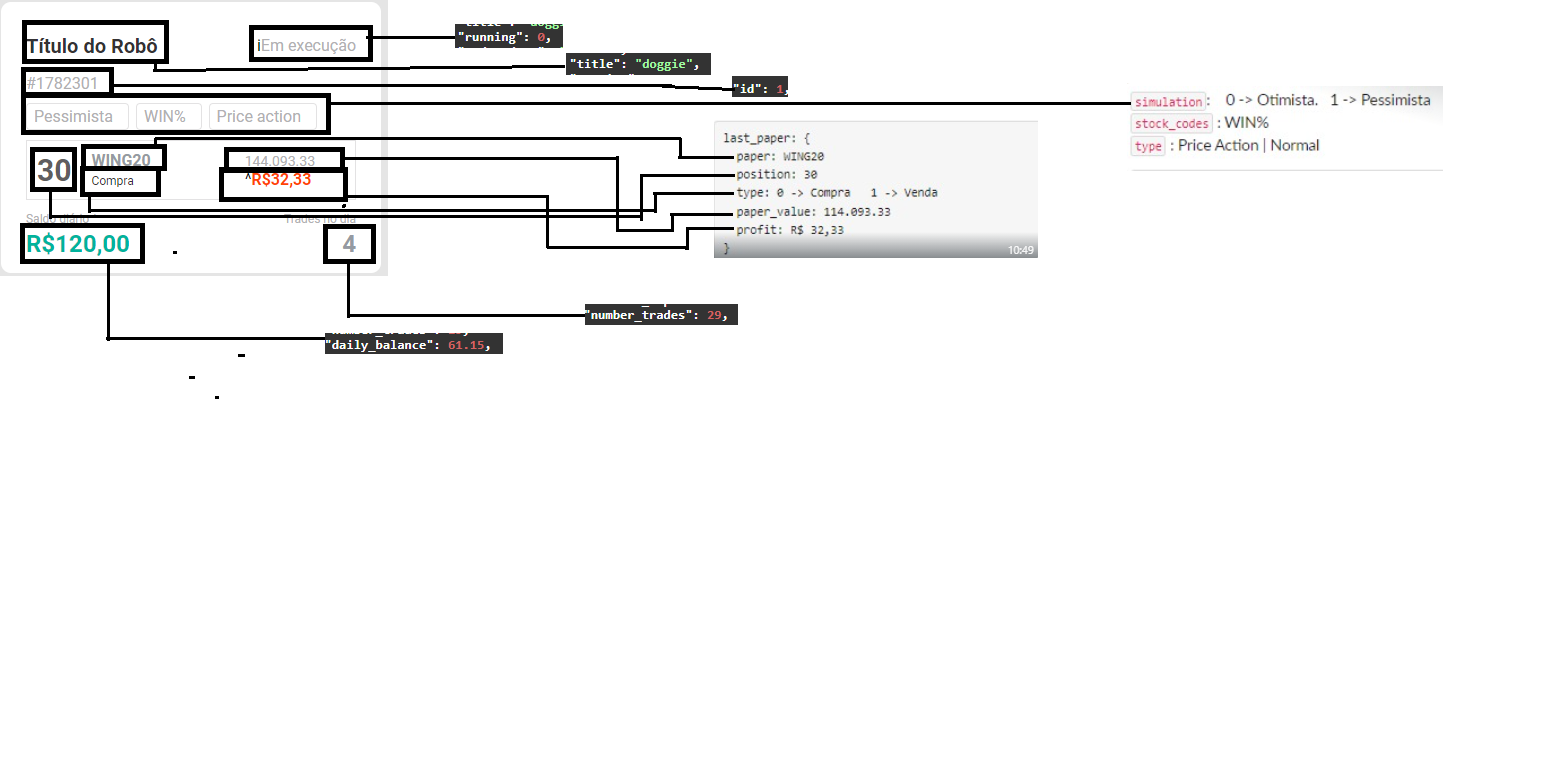 Título do Robô
Em execução
#1782301
Pessimista WIN% Price action
30
WING20
Compra
144.093.33
^R$32,33
Saldo diário
Trades no dia
R$120,00
4
"running": 0,
"title": "doggie",
"id": 1,
last_paper: {
paper: WING20
position: 30
type: 0 -> Compra 1 -> Venda
paper_value: 114.093.33
profit: R$ 32,33
}
10:49
simulation: 0 -> Otimista. 1 -> Pessimista
stock_codes : WIN%
type : Price Action | Normal
"number_trades": 29,
"daily_balance": 61.15,